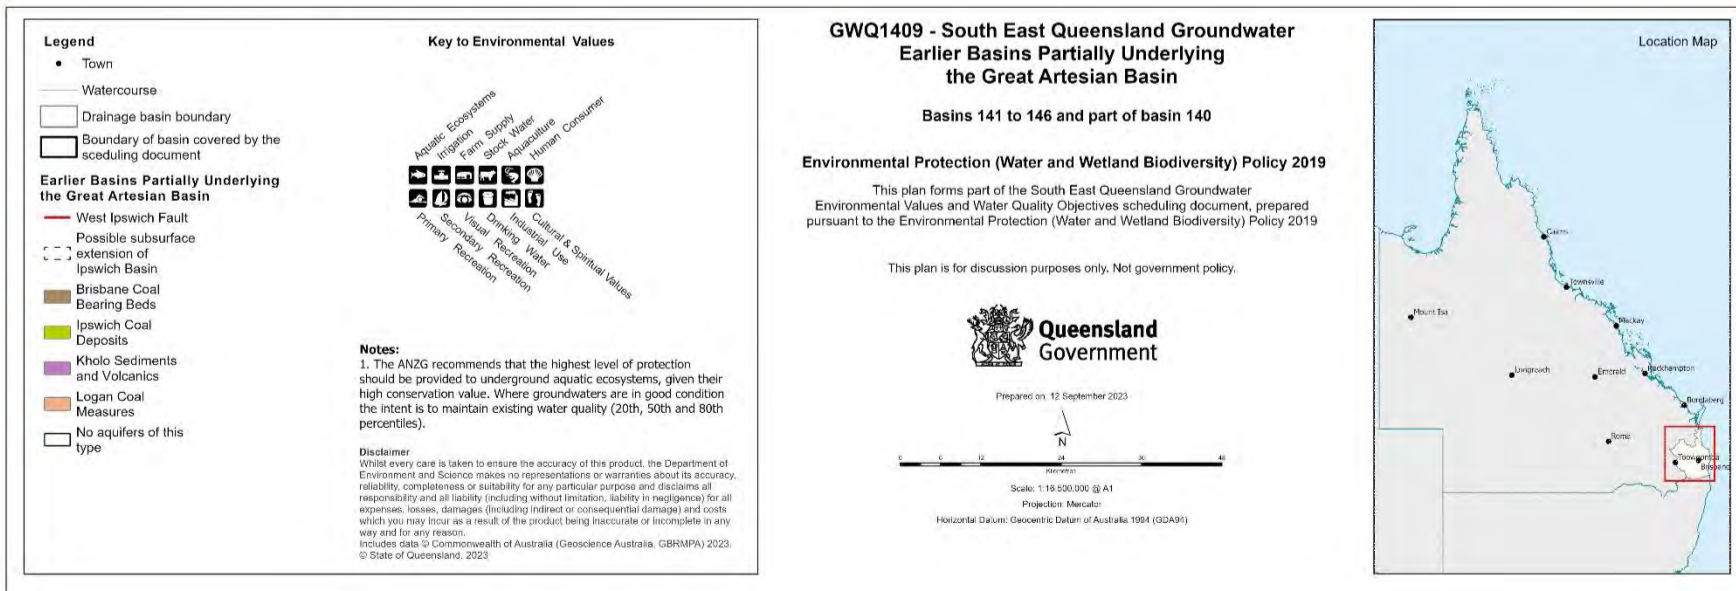 Legend
Town
Watercourse
Drainage basin boundary
Boundary of basin covered by the
sceduling document
Earlier Basins Partially Underlying
the Great Artesian Basin
West Ipswich Fault
Possible subsurface
extension of
Ipswich Basin
Brisbane Coal
Bearing Beds
Ipswich Coal
Deposits
Kholo Sediments
and Volcanics
Logan Coal
Measures
No aquifers of this
type
Key to Environmental Values
Aquatic Ecosystems
Irrigation
Farm Supply
Stock Water
Aquaculture
Human Consumer
Primary Recreation
Secondary Recreation
Visual Recreation
Drinking Water
Industrial Use
Cultural & Spiritual Values
Notes:
1. The ANZG recommends that the highest level of protection
should be provided to underground aquatic ecosystems, given their
high conservation value. Where groundwaters are in good condition
the intent is to maintain existing water quality (20th, 50th and 80th
percentiles).
Disclaimer
Whilst every care is taken to ensure the accuracy of this product, the Department of
Environment and Science makes no representations or warranties about its accuracy,
reliability, completeness or suitability for any particular purpose and disclaims all
responsibility and all liability (including without limitation, liability in negligence) for all
expenses, losses, damages (including indirect or consequential damage) and costs
which you may incur as a result of the product being inaccurate or incomplete in any
way and for any reason.
Includes data © Commonwealth of Australia (Geoscience Australia, GBRMPA) 2023.
© State of Queensland, 2023
GWQ1409 - South East Queensland Groundwater
Earlier Basins Partially Underlying
the Great Artesian Basin
Basins 141 to 146 and part of basin 140
Environmental Protection (Water and Wetland Biodiversity) Policy 2019
This plan forms part of the South East Queensland Groundwater
Environmental Values and Water Quality Objectives scheduling document, prepared
pursuant to the Environmental Protection (Water and Wetland Biodiversity) Policy 2019
This plan is for discussion purposes only. Not government policy.
Queensland
Government
Prepared on: 12 September 2023
N
0 6 12 24 36 48
Kilometres
Scale: 1:16,500,000 @ A1
Projection: Mercator
Horizontal Datum: Geocentric Datum of Australia 1994 (GDA94)
Location Map
Cairns
Townsville
Mount Isa
Mackay
Longreach
Emerald
Rockhampton
Bundaberg
Roma
Toowoomba
Brisbane